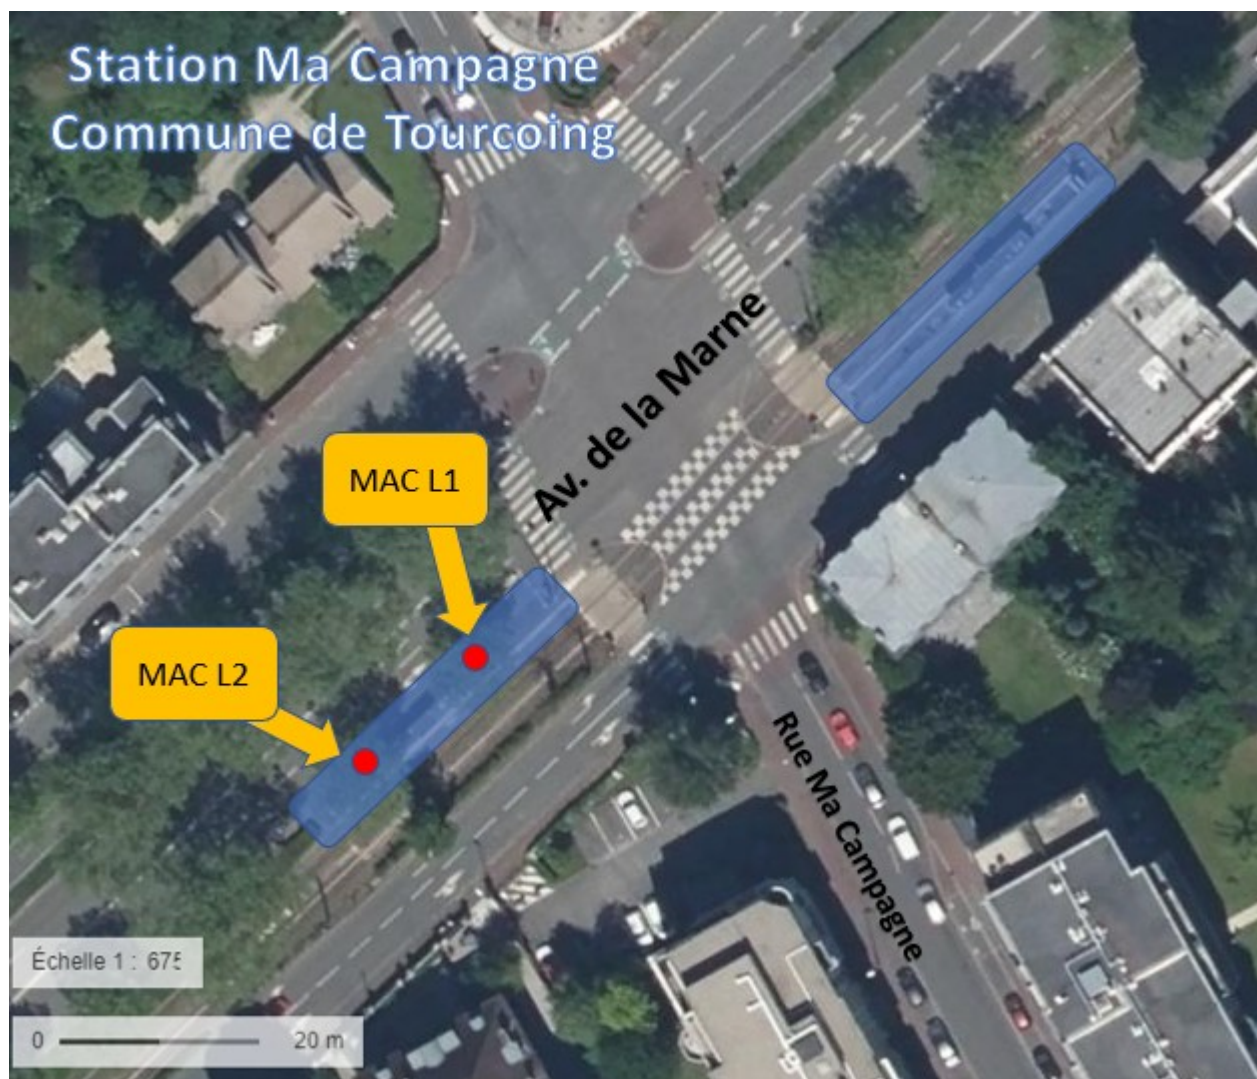 Station Ma Campagne
Commune de Tourcoing
Av. de la Marne
MAC L1
MAC L2
Rue Ma Campagne
Échelle 1 : 675
0 20 m